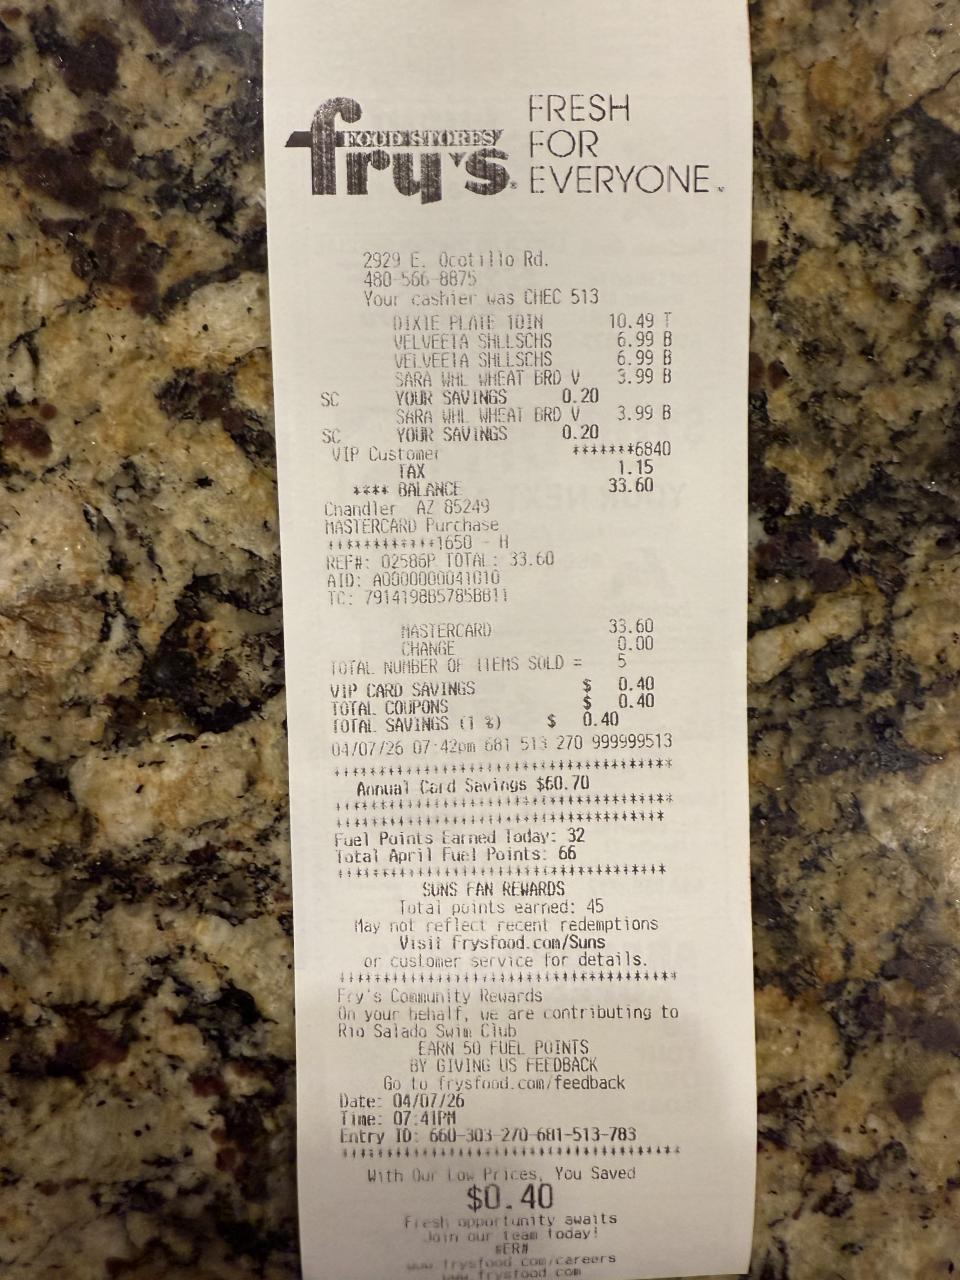 fry's FOOD STORES
FRESH
FOR
EVERYONE™
2929 E. Ocotillo Rd.
480-566-8875
Your cashier was CHEC 513
DIXIE PLATE 10IN 10.49 T
VELVEETA SHLLSCHS 6.99 B
VELVEETA SHLLSCHS 6.99 B
SARA WHL WHEAT BRD V 3.99 B
SC YOUR SAVINGS 0.20
SARA WHL WHEAT BRD V 3.99 B
SC YOUR SAVINGS 0.20
VIP Customer *******6840
TAX 1.15
**** BALANCE 33.60
Chandler AZ 85249
MASTERCARD Purchase
************1650 - H
REF#: 02586P TOTAL: 33.60
AID: A0000000041010
TC: 7914198B5785BB11
MASTERCARD 33.60
CHANGE 0.00
TOTAL NUMBER OF ITEMS SOLD = 5
VIP CARD SAVINGS $ 0.40
TOTAL COUPONS $ 0.40
TOTAL SAVINGS (1 %) $ 0.40
04/07/26 07:42pm 681 513 270 999999513
************************************
Annual Card Savings $60.70
************************************
***********************************
Fuel Points Earned Today: 32
Total April Fuel Points: 66
***********************************
SUNS FAN REWARDS
Total points earned: 45
May not reflect recent redemptions
Visit Frysfood.com/Suns
or customer service for details.
************************************
Fry's Community Rewards
On your behalf, we are contributing to
Rio Salado Swim Club
EARN 50 FUEL POINTS
BY GIVING US FEEDBACK
Go to frysfood.com/feedback
Date: 04/07/26
Time: 07:41PM
Entry ID: 660-303-270-681-513-783
************************************
With Our Low Prices, You Saved
$0.40
Fresh opportunity awaits
Join our team today!
#ER#
www.frysfood.com/careers
www.frysfood.com